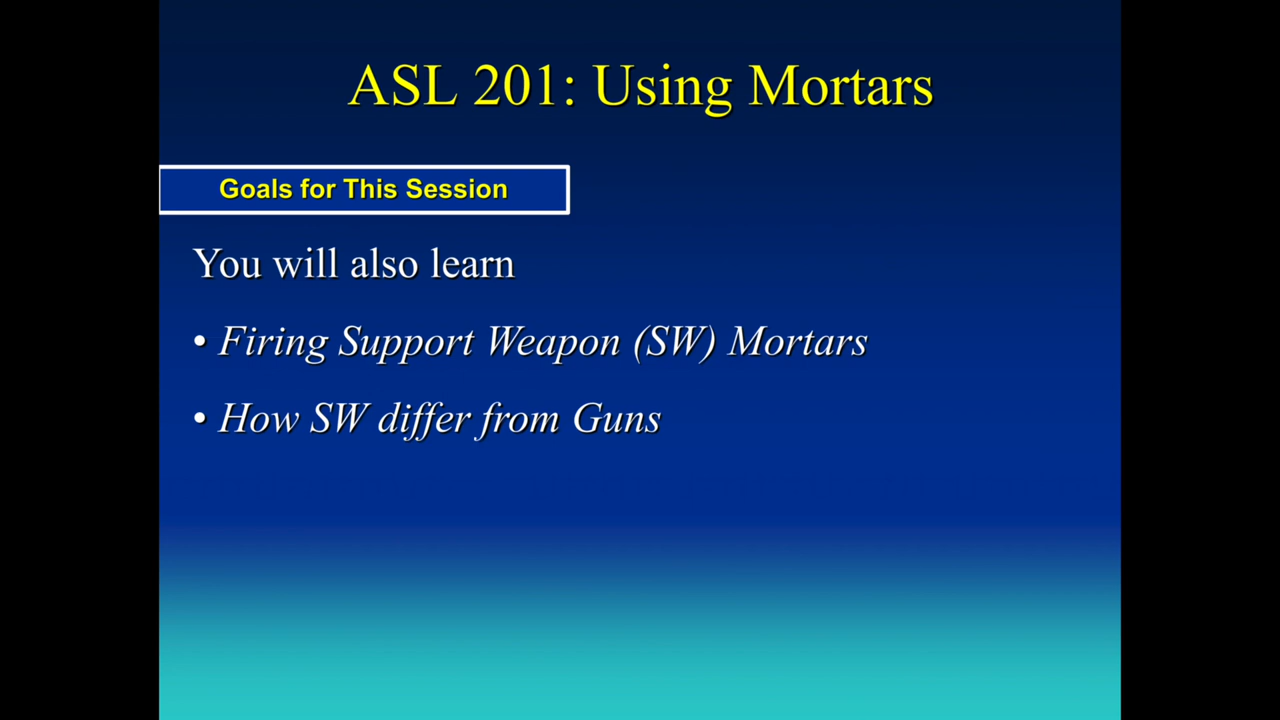 ASL 201: Using Mortars
Goals for This Session
You will also learn
• Firing Support Weapon (SW) Mortars
• How SW differ from Guns